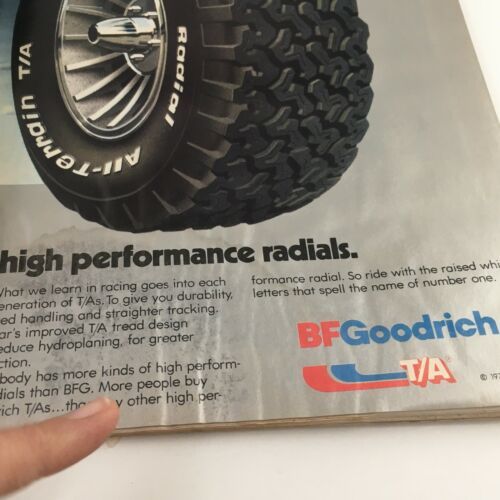 All-Terrain T/A
Radial
high performance radials.
What we learn in racing goes into each
eneration of T/As. To give you durability,
ed handling and straighter tracking.
ar's improved T/A tread design
educe hydroplaning, for greater
ction.
body has more kinds of high perform-
dials than BFG. More people buy
rich T/As... other high per-
formance radial. So ride with the raised whi
letters that spell the name of number one.
BFGoodrich
T/A®
© 197